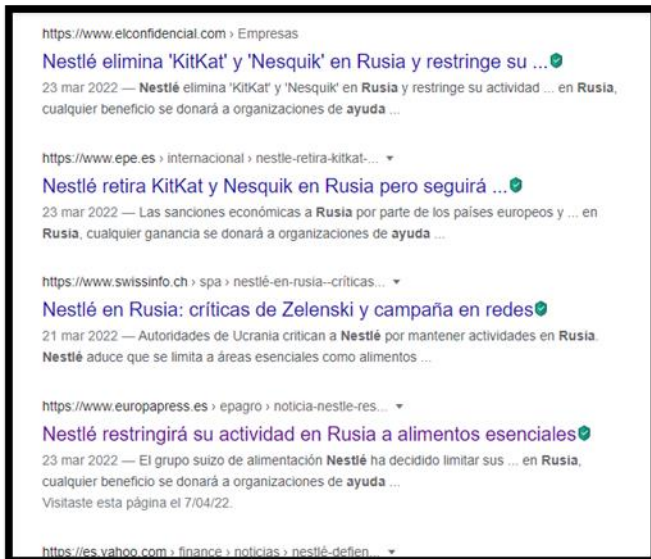 https://www.elconfidencial.com › Empresas
Nestlé elimina 'KitKat' y 'Nesquik' en Rusia y restringe su ...
23 mar 2022 — Nestlé elimina 'KitKat' y 'Nesquik' en Rusia y restringe su actividad ... en Rusia,
cualquier beneficio se donará a organizaciones de ayuda ...
https://www.epe.es › internacional › nestle-retira-kitkat-...
Nestlé retira KitKat y Nesquik en Rusia pero seguirá ...
23 mar 2022 — Las sanciones económicas a Rusia por parte de los países europeos y ... en
Rusia, cualquier ganancia se donará a organizaciones de ayuda ...
https://www.swissinfo.ch › spa › nestlé-en-rusia--críticas...
Nestlé en Rusia: críticas de Zelenski y campaña en redes
21 mar 2022 — Autoridades de Ucrania critican a Nestlé por mantener actividades en Rusia.
Nestlé aduce que se limita a áreas esenciales como alimentos ...
https://www.europapress.es › epagro › noticia-nestle-res...
Nestlé restringirá su actividad en Rusia a alimentos esenciales
23 mar 2022 — El grupo suizo de alimentación Nestlé ha decidido limitar sus ... en Rusia,
cualquier beneficio se donará a organizaciones de ayuda ...
Visitaste esta página el 7/04/22.
https://es.yahoo.com › finance › noticias › nestlé-defien...